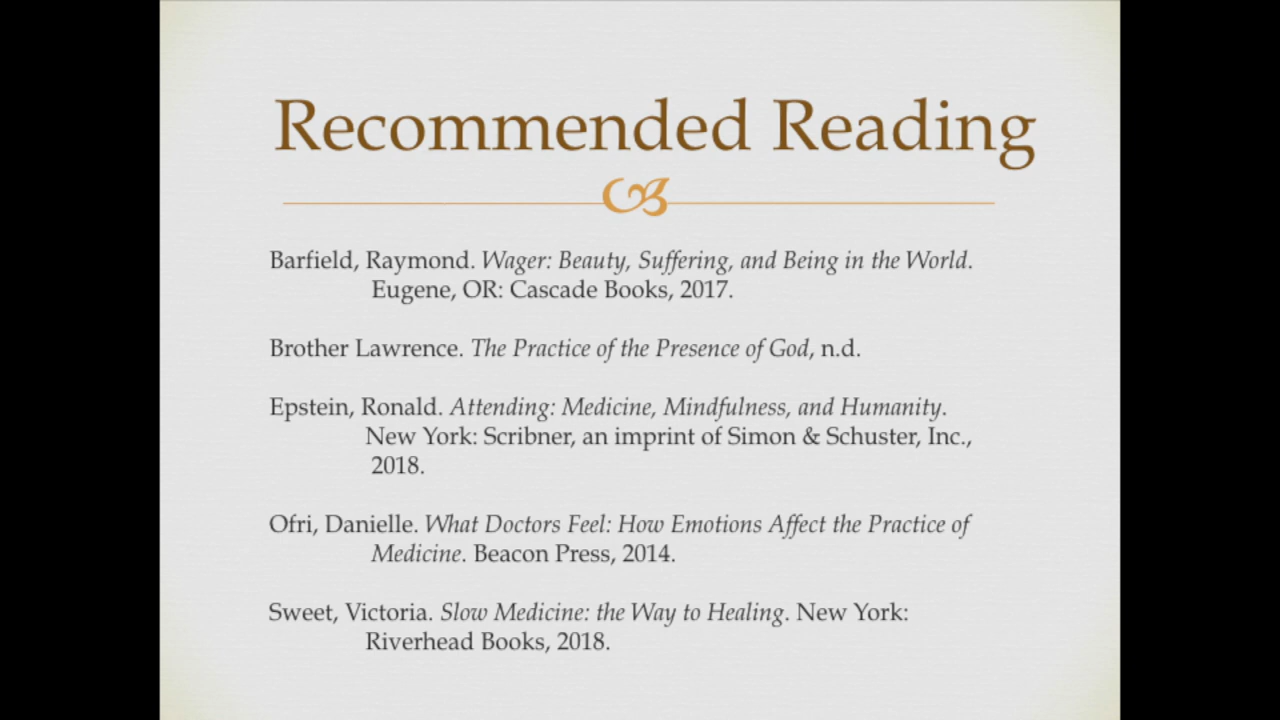 Recommended Reading
Barfield, Raymond. Wager: Beauty, Suffering, and Being in the World.
Eugene, OR: Cascade Books, 2017.
Brother Lawrence. The Practice of the Presence of God, n.d.
Epstein, Ronald. Attending: Medicine, Mindfulness, and Humanity.
New York: Scribner, an imprint of Simon & Schuster, Inc.,
2018.
Ofri, Danielle. What Doctors Feel: How Emotions Affect the Practice of
Medicine. Beacon Press, 2014.
Sweet, Victoria. Slow Medicine: the Way to Healing. New York:
Riverhead Books, 2018.